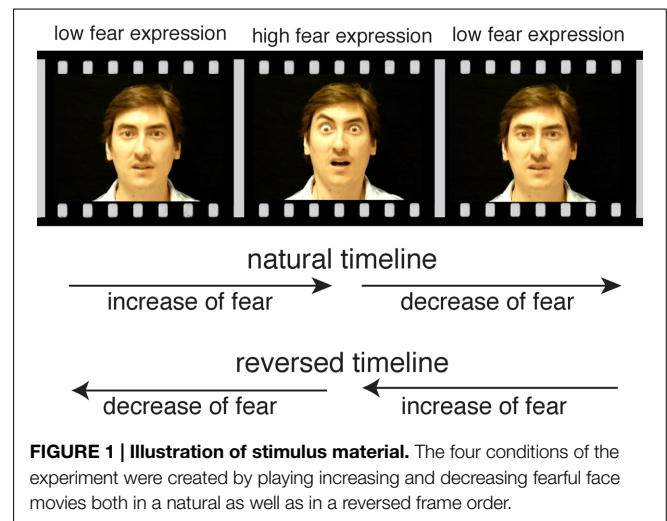 low fear expression high fear expression low fear expression
natural timeline
increase of fear decrease of fear
reversed timeline
decrease of fear increase of fear
FIGURE 1 | Illustration of stimulus material. The four conditions of the
experiment were created by playing increasing and decreasing fearful face
movies both in a natural as well as in a reversed frame order.